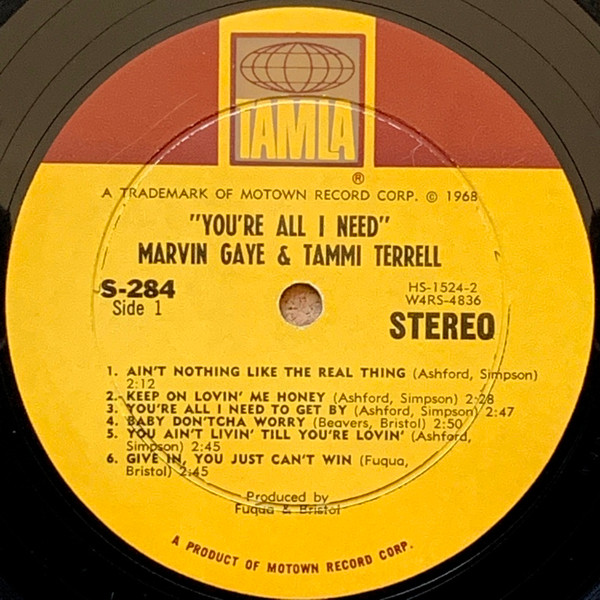 TAMLA
®
A TRADEMARK OF MOTOWN RECORD CORP. © 1968
"YOU'RE ALL I NEED"
MARVIN GAYE & TAMMI TERRELL
S-284
Side 1
HS-1524-2
W4RS-4836
STEREO
1. AIN'T NOTHING LIKE THE REAL THING (Ashford, Simpson)
2:12
2. KEEP ON LOVIN' ME HONEY (Ashford, Simpson) 2:28
3. YOU'RE ALL I NEED TO GET BY (Ashford, Simpson) 2:47
4. BABY DON'TCHA WORRY (Beavers, Bristol) 2:50
5. YOU AIN'T LIVIN' TILL YOU'RE LOVIN' (Ashford,
Simpson) 2:45
6. GIVE IN, YOU JUST CAN'T WIN (Fuqua,
Bristol) 2:45
Produced by
Fuqua & Bristol
A PRODUCT OF MOTOWN RECORD CORP.